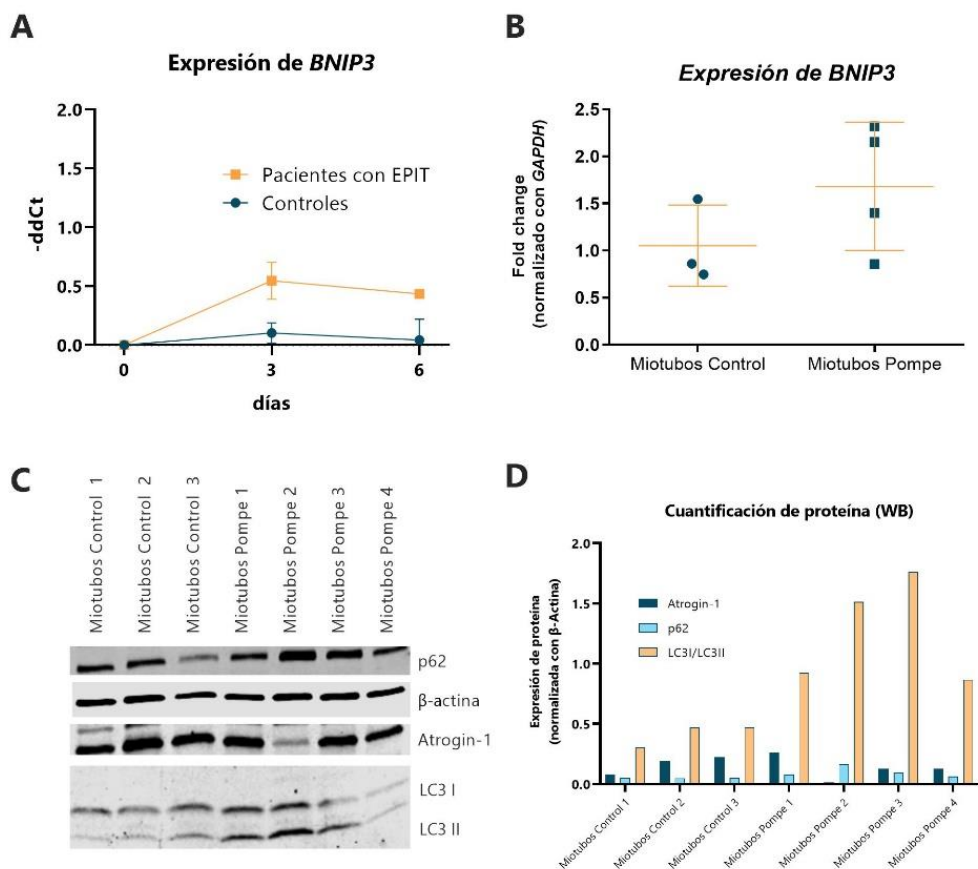 A
Expresión de BNIP3
-ddCt
2.0
1.5
1.0
0.5
0.0
Pacientes con EPIT
Controles
0
3
6
días
B
Expresión de BNIP3
Fold change
(normalizado con GAPDH)
2.5
2.0
1.5
1.0
0.5
0.0
Miotubos Control
Miotubos Pompe
C
Miotubos Control 1
Miotubos Control 2
Miotubos Control 3
Miotubos Pompe 1
Miotubos Pompe 2
Miotubos Pompe 3
Miotubos Pompe 4
p62
β-actina
Atrogin-1
LC3 I
LC3 II
D
Cuantificación de proteína (WB)
Expresión de proteína
(normalizada con β-Actina)
2.0
1.5
1.0
0.5
0.0
Atrogin-1
p62
LC3I/LC3II
Miotubos Control 1
Miotubos Control 2
Miotubos Control 3
Miotubos Pompe 1
Miotubos Pompe 2
Miotubos Pompe 3
Miotubos Pompe 4